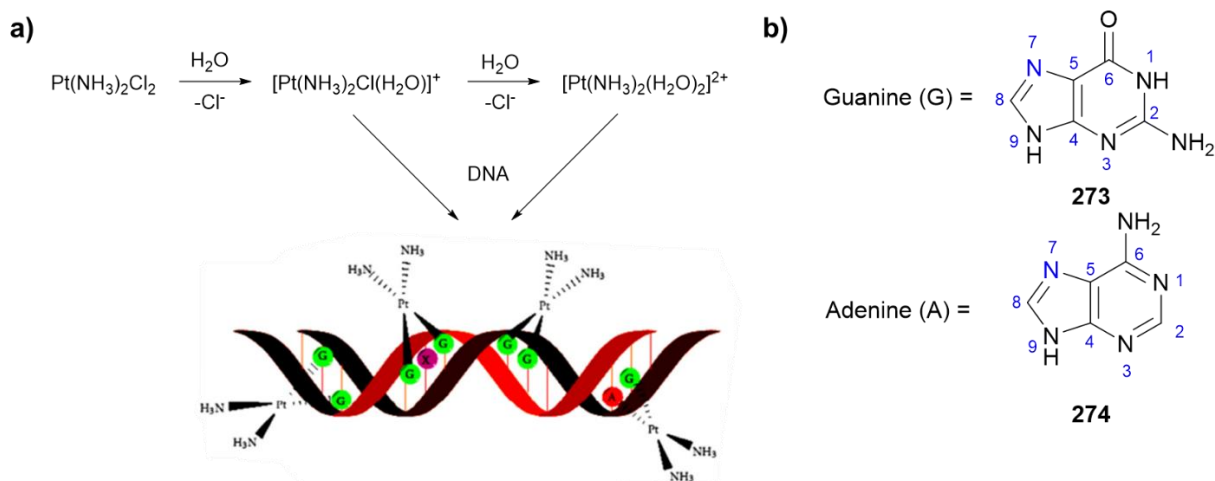 a)
H₂O
H₂O
Pt(NH₃)₂Cl₂
[Pt(NH₃)₂Cl(H₂O)]⁺
[Pt(NH₃)₂(H₂O)₂]²⁺
-Cl⁻
-Cl⁻
DNA
NH₃
H₃N
Pt
NH₃
NH₃
Pt
G
G
X
G
G
G
G
A
G
H₃N
Pt
H₃N
Pt
NH₃
NH₃
b)
O
7
N
5
6
1
NH
Guanine (G) =
8
2
9
N
H
4
N
3
NH₂
273
NH₂
7
N
5
6
N
1
Adenine (A) =
8
9
N
H
4
N
3
2
274